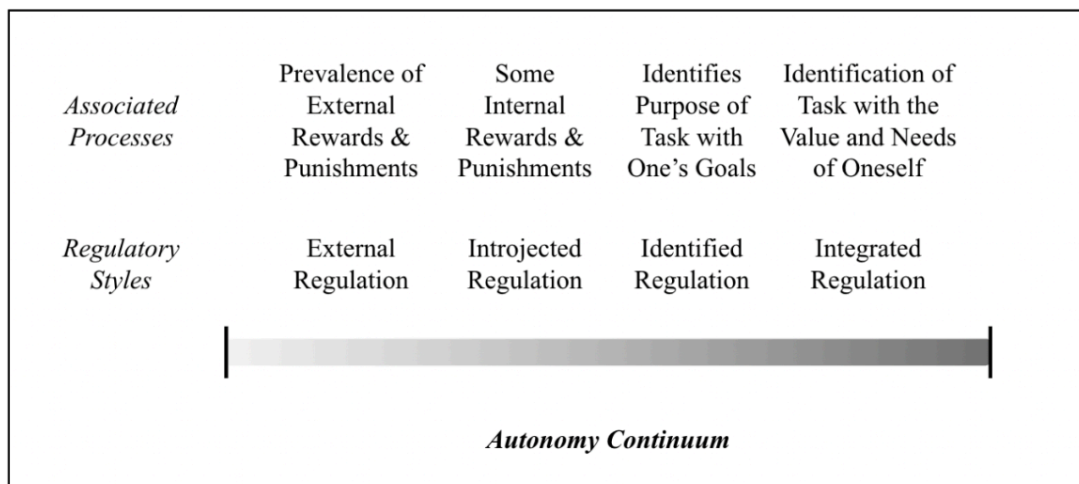 Associated
Processes
Prevalence of
External
Rewards &
Punishments
Some
Internal
Rewards &
Punishments
Identifies
Purpose of
Task with
One's Goals
Identification of
Task with the
Value and Needs
of Oneself
Regulatory
Styles
External
Regulation
Introjected
Regulation
Identified
Regulation
Integrated
Regulation
Autonomy Continuum